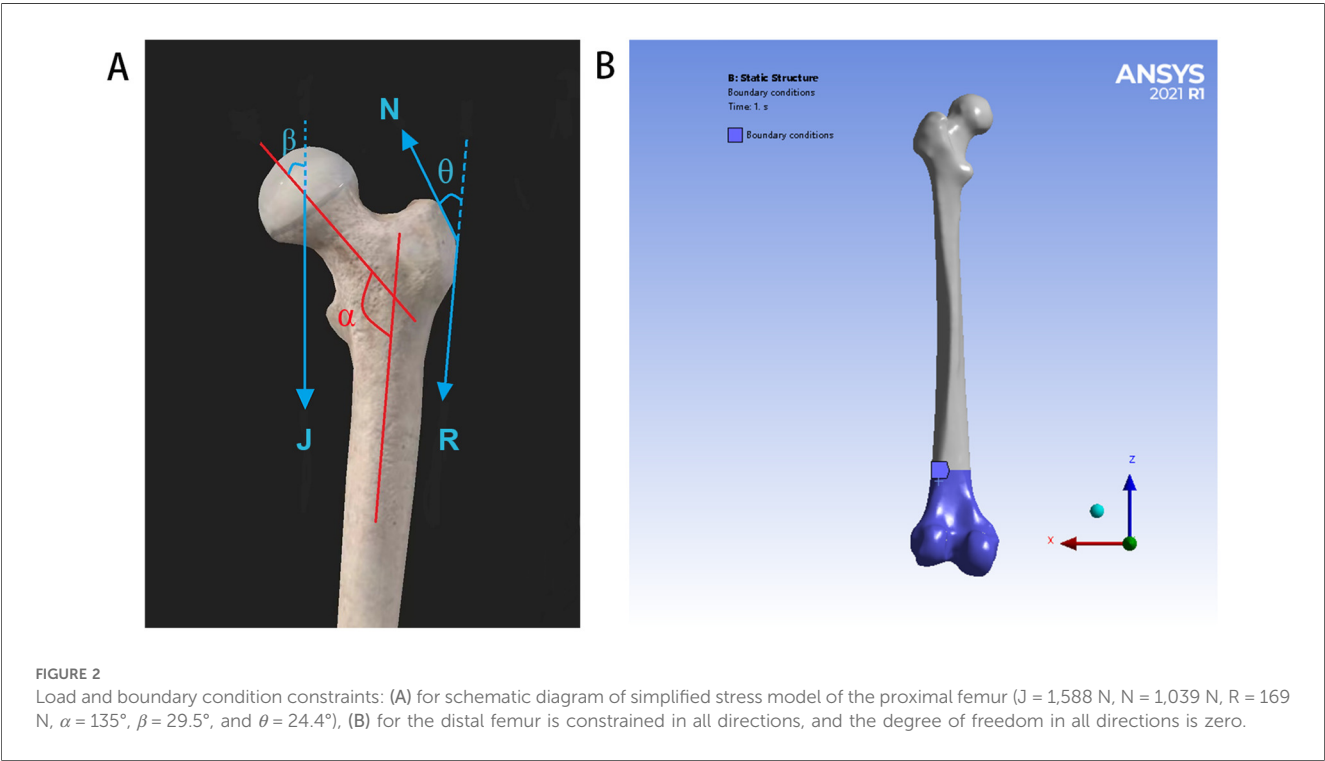 A
B
N
β
θ
α
J
R
B: Static Structure
Boundary conditions
Time: 1. s
Boundary conditions
ANSYS
2021 R1
Z
X
FIGURE 2
Load and boundary condition constraints: (A) for schematic diagram of simplified stress model of the proximal femur (J = 1,588 N, N = 1,039 N, R = 169
N, α = 135°, β = 29.5°, and θ = 24.4°), (B) for the distal femur is constrained in all directions, and the degree of freedom in all directions is zero.